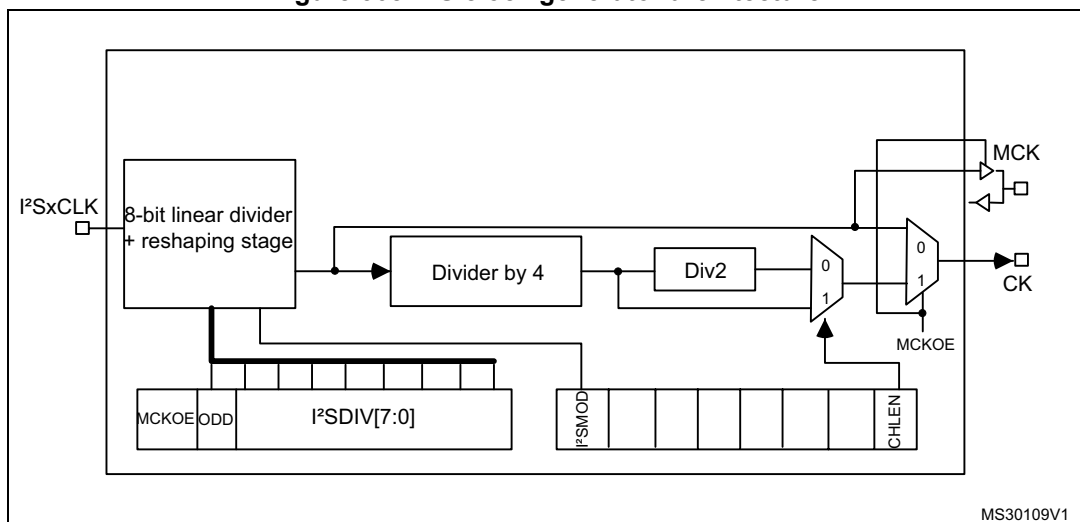 MCK
I²SxCLK
8-bit linear divider
+ reshaping stage
0
Divider by 4
Div2
0
1
1
CK
MCKOE
MCKOE
ODD
I²SDIV[7:0]
I²SMOD
CHLEN
MS30109V1